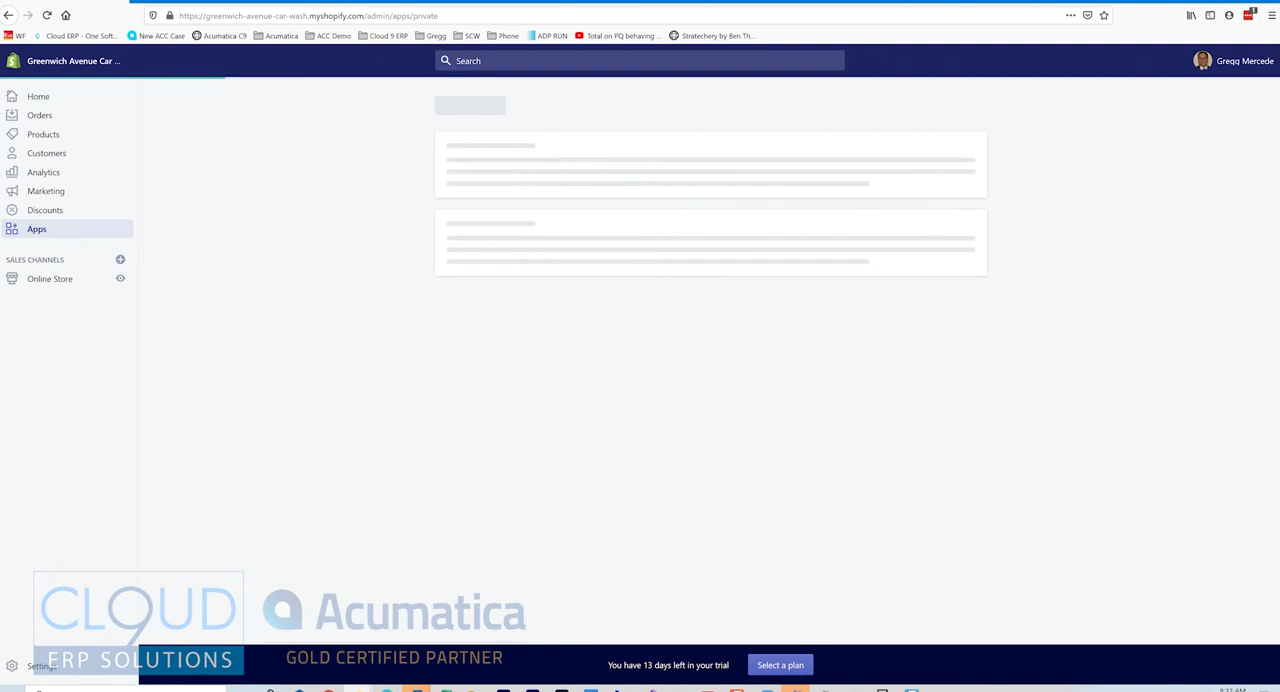 https://greenwich-avenue-car-wash.myshopify.com/admin/apps/private
WF
Cloud ERP - One Soft...
New ACC Case
Acumatica C9
Acumatica
ACC Demo
Cloud 9 ERP
Gregg
SCW
Phone
ADP RUN
Total on PQ behaving ...
Stratechery by Ben Th...
Greenwich Avenue Car ...
Search
Gregg Mercede
Home
Orders
Products
Customers
Analytics
Marketing
Discounts
Apps
SALES CHANNELS
Online Store
Settings
CLOUD 9
ERP SOLUTIONS
Acumatica
GOLD CERTIFIED PARTNER
You have 13 days left in your trial
Select a plan